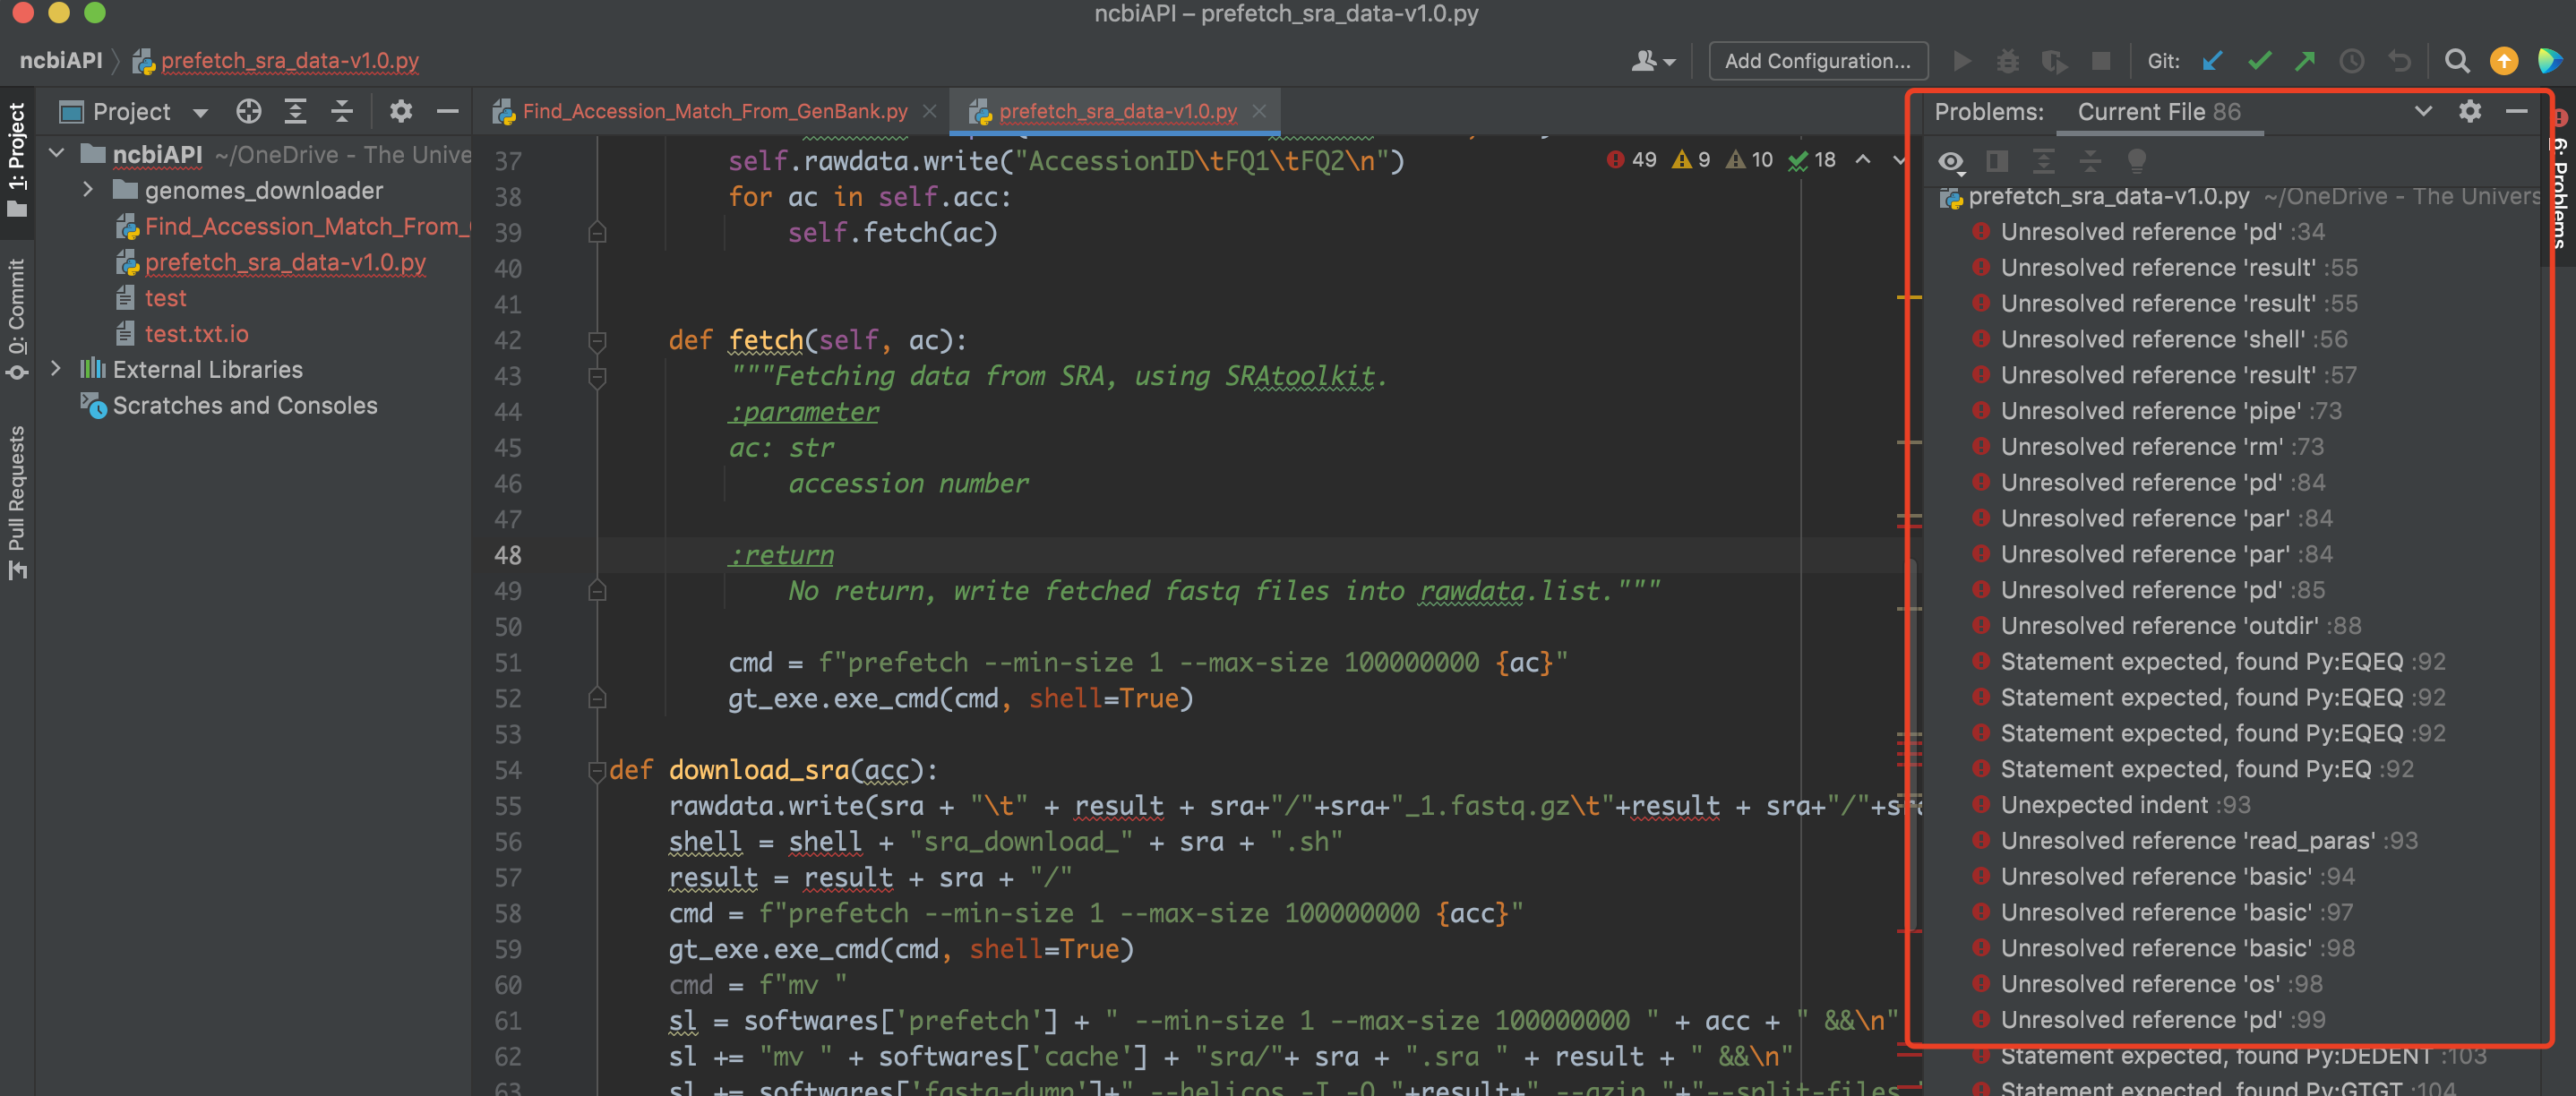 ncbiAPI – prefetch_sra_data-v1.0.py
ncbiAPI
prefetch_sra_data-v1.0.py
Add Configuration...
Git:
1: Project
0: Commit
Pull Requests
Project
ncbiAPI ~/OneDrive - The Unive
genomes_downloader
Find_Accession_Match_From_
prefetch_sra_data-v1.0.py
test
test.txt.io
External Libraries
Scratches and Consoles
Find_Accession_Match_From_GenBank.py
prefetch_sra_data-v1.0.py
49 9 10 18
37 self.rawdata.write("AccessionID\tFQ1\tFQ2\n")
38 for ac in self.acc:
39 self.fetch(ac)
40
41
42 def fetch(self, ac):
43 """Fetching data from SRA, using SRAtoolkit.
44 :parameter
45 ac: str
46 accession number
47
48 :return
49 No return, write fetched fastq files into rawdata.list."""
50
51 cmd = f"prefetch --min-size 1 --max-size 100000000 {ac}"
52 gt_exe.exe_cmd(cmd, shell=True)
53
54 def download_sra(acc):
55 rawdata.write(sra + "\t" + result + sra+"/"+sra+"_1.fastq.gz\t"+result + sra+"/"+sr
56 shell = shell + "sra_download_" + sra + ".sh"
57 result = result + sra + "/"
58 cmd = f"prefetch --min-size 1 --max-size 100000000 {acc}"
59 gt_exe.exe_cmd(cmd, shell=True)
60 cmd = f"mv "
61 sl = softwares['prefetch'] + " --min-size 1 --max-size 100000000 " + acc + " &&\n"
62 sl += "mv " + softwares['cache'] + "sra/"+ sra + ".sra " + result + " &&\n"
63 sl += softwares['fastq-dump']+" --helicos -I -O "+result+" --gzip "+"--split-files
Problems: Current File 86
6: Problems
prefetch_sra_data-v1.0.py ~/OneDrive - The Univers
Unresolved reference 'pd' :34
Unresolved reference 'result' :55
Unresolved reference 'result' :55
Unresolved reference 'shell' :56
Unresolved reference 'result' :57
Unresolved reference 'pipe' :73
Unresolved reference 'rm' :73
Unresolved reference 'pd' :84
Unresolved reference 'par' :84
Unresolved reference 'par' :84
Unresolved reference 'pd' :85
Unresolved reference 'outdir' :88
Statement expected, found Py:EQEQ :92
Statement expected, found Py:EQEQ :92
Statement expected, found Py:EQEQ :92
Statement expected, found Py:EQ :92
Unexpected indent :93
Unresolved reference 'read_paras' :93
Unresolved reference 'basic' :94
Unresolved reference 'basic' :97
Unresolved reference 'basic' :98
Unresolved reference 'os' :98
Unresolved reference 'pd' :99
Statement expected, found Py:DEDENT :103
Statement expected, found Py:GTGT :104